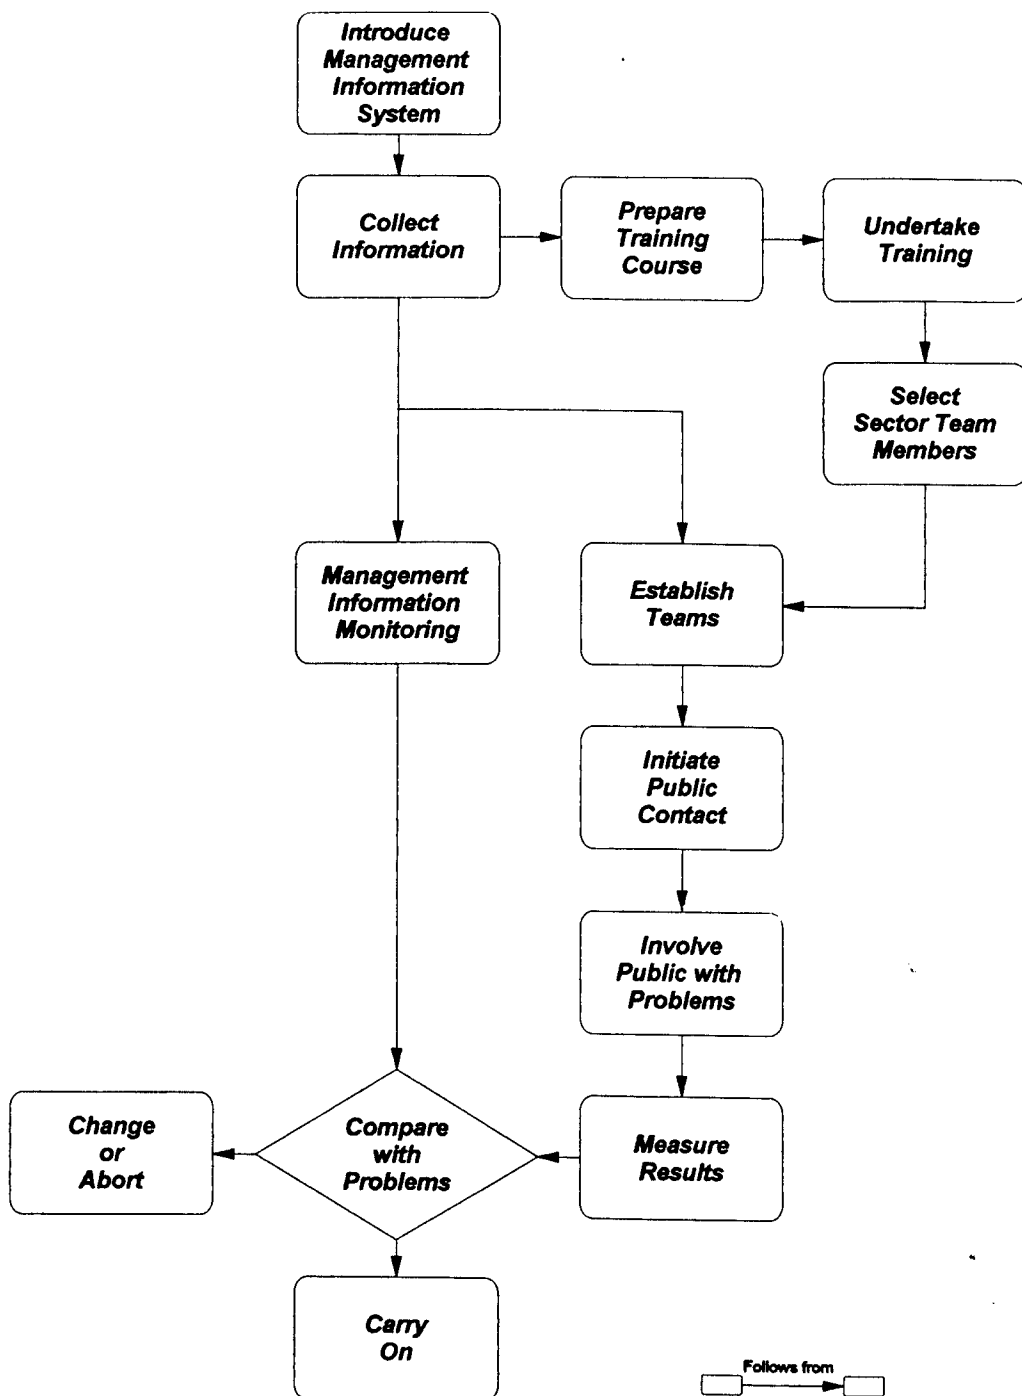 Introduce
Management
Information
System
Collect
Information
Prepare
Training
Course
Undertake
Training
Select
Sector Team
Members
Management
Information
Monitoring
Establish
Teams
Initiate
Public
Contact
Involve
Public with
Problems
Change
or
Abort
Compare
with
Problems
Measure
Results
Carry
On
Follows from